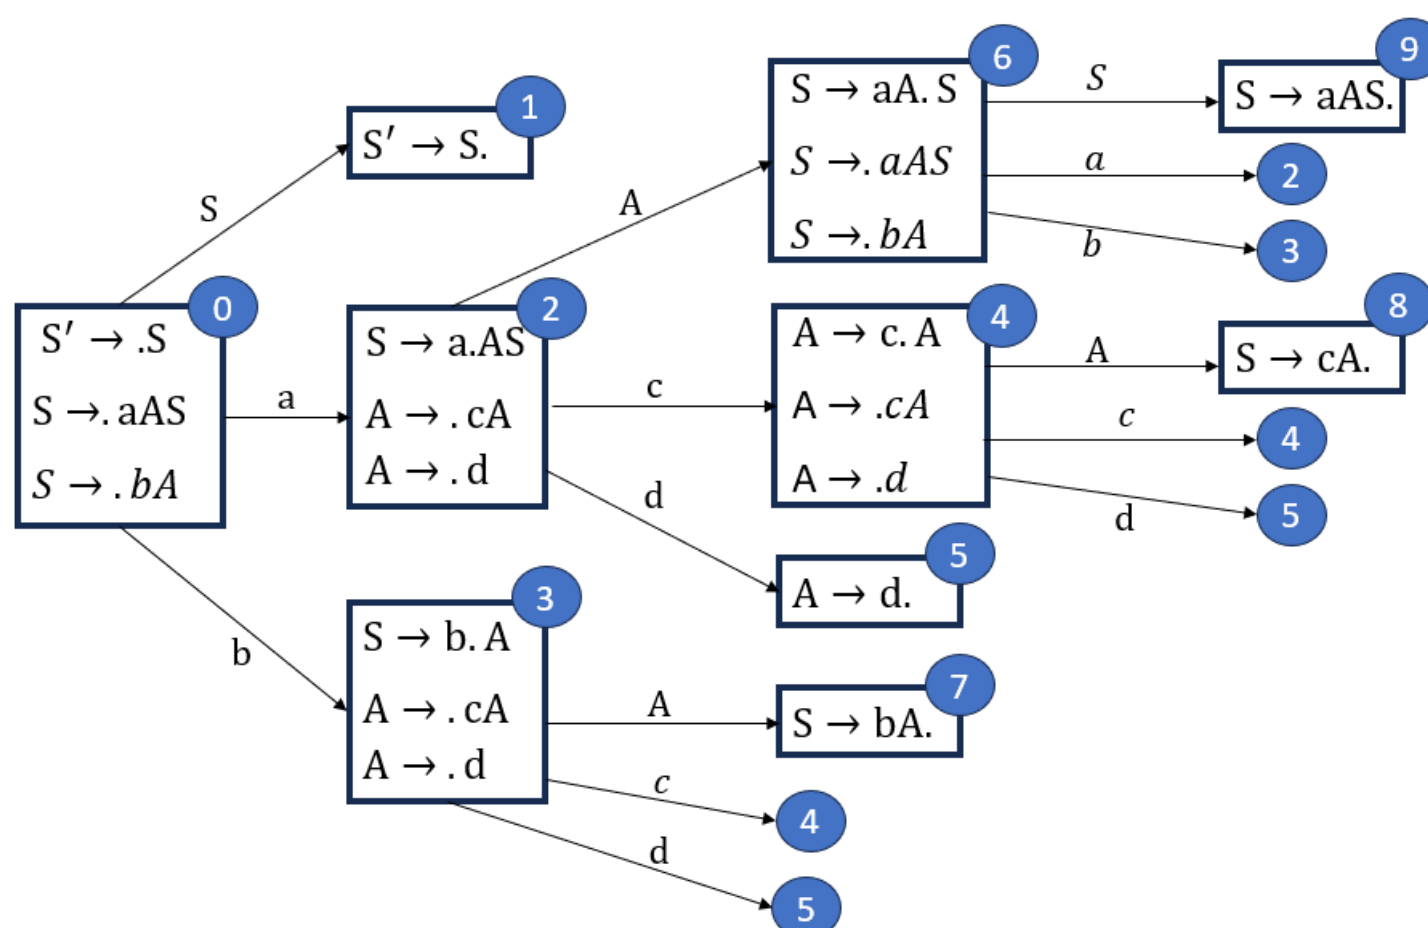 0
S′ → .S
S →. aAS
S → . bA
S
1
S′ → S.
a
2
S → a.AS
A → . cA
A → . d
b
3
S → b. A
A → . cA
A → . d
A
6
S → aA. S
S →. aAS
S →. bA
c
4
A → c. A
A → .cA
A → .d
d
5
A → d.
A
7
S → bA.
c
4
d
5
S
9
S → aAS.
a
2
b
3
A
8
S → cA.
c
4
d
5